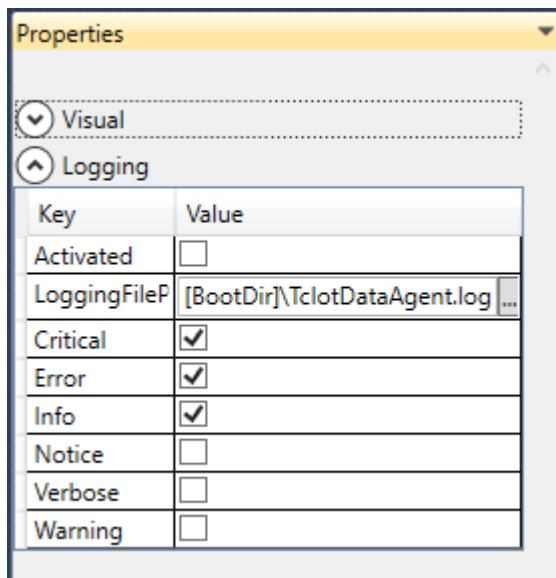 Properties
Visual
Logging
Key Value
Activated
LoggingFileP [BootDir]\TcIotDataAgent.log ...
Critical
Error
Info
Notice
Verbose
Warning